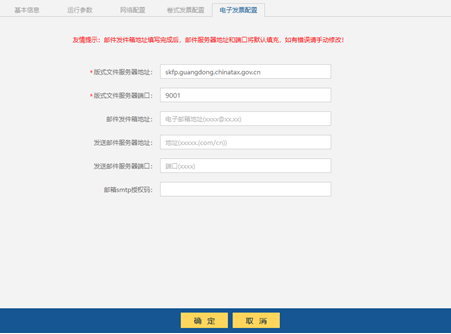 基本信息 运行参数 网络配置 卷式发票配置 电子发票配置
友情提示：邮件发件箱地址填写完成后，邮件服务器地址和端口将默认填充，如有错误请手动修改！
*版式文件服务器地址： skfp.guangdong.chinatax.gov.cn
*版式文件服务器端口： 9001
邮件发件箱地址： 电子邮箱地址(xxxx@xx.xx)
发送邮件服务器地址： 地址(xxxxx.(com/cn))
发送邮件服务器端口： 端口(xxxx)
邮箱smtp授权码：
确 定 取 消